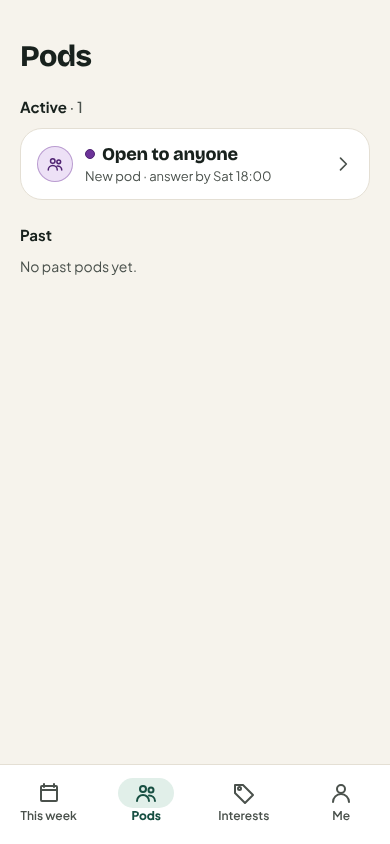 Pods
Active · 1
Open to anyone
New pod · answer by Sat 18:00
Past
No past pods yet.
This week
Pods
Interests
Me